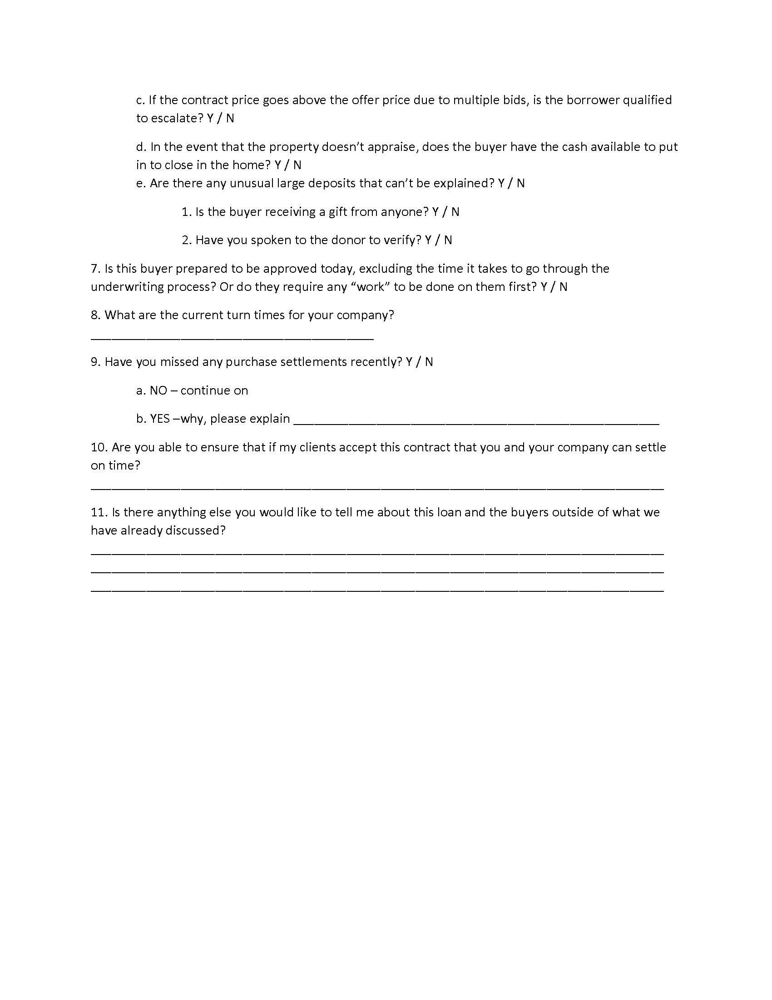 c. If the contract price goes above the offer price due to multiple bids, is the borrower qualified
to escalate? Y / N
d. In the event that the property doesn’t appraise, does the buyer have the cash available to put
in to close in the home? Y / N
e. Are there any unusual large deposits that can’t be explained? Y / N
1. Is the buyer receiving a gift from anyone? Y / N
2. Have you spoken to the donor to verify? Y / N
7. Is this buyer prepared to be approved today, excluding the time it takes to go through the
underwriting process? Or do they require any “work” to be done on them first? Y / N
8. What are the current turn times for your company?
_________________________________________
9. Have you missed any purchase settlements recently? Y / N
a. NO – continue on
b. YES –why, please explain _____________________________________________________
10. Are you able to ensure that if my clients accept this contract that you and your company can settle
on time?
___________________________________________________________________________________
11. Is there anything else you would like to tell me about this loan and the buyers outside of what we
have already discussed?
___________________________________________________________________________________
___________________________________________________________________________________
___________________________________________________________________________________